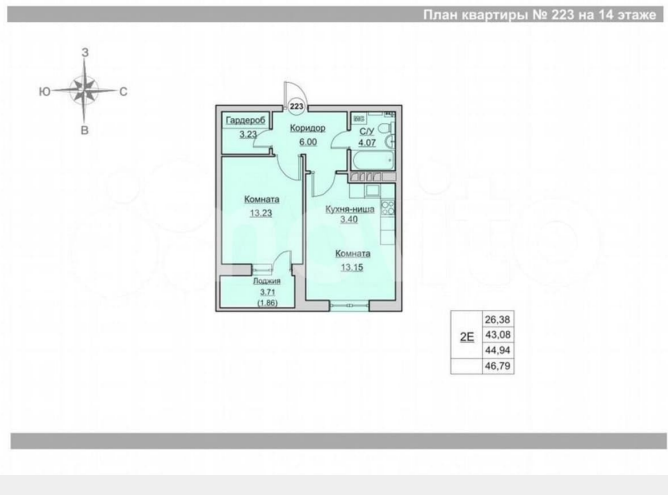 План квартиры № 223 на 14 этаже
З
Ю
С
В
223
Гардероб
3.23
Коридор
6.00
С/У
4.07
Комната
13.23
Кухня-ниша
3.40
Комната
13.15
Лоджия
3.71
(1.86)
2Е
26,38
43,08
44,94
46,79
Avito